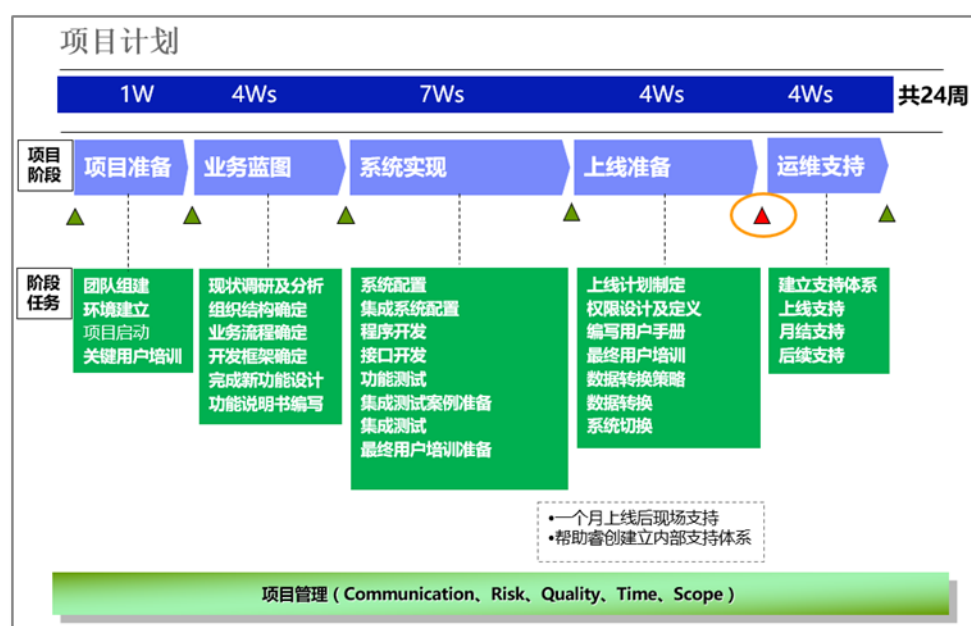 项目计划
1W
4Ws
7Ws
4Ws
4Ws
共24周
项目
阶段
项目准备
业务蓝图
系统实现
上线准备
运维支持
阶段
任务
团队组建
环境建立
项目启动
关键用户培训
现状调研及分析
组织结构确定
业务流程确定
开发框架确定
完成新功能设计
功能说明书编写
系统配置
集成系统配置
程序开发
接口开发
功能测试
集成测试案例准备
集成测试
最终用户培训准备
上线计划制定
权限设计及定义
编写用户手册
最终用户培训
数据转换策略
数据转换
系统切换
建立支持体系
上线支持
月结支持
后续支持
•一个月上线后现场支持
•帮助睿创建立内部支持体系
项目管理（Communication、Risk、Quality、Time、Scope）